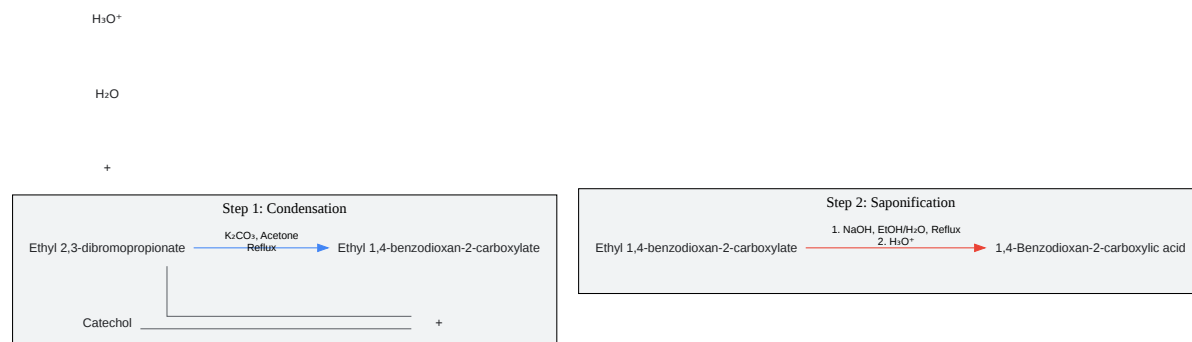 H₃O⁺
H₂O
+
Step 1: Condensation
K₂CO₃, Acetone
Reflux
Ethyl 2,3-dibromopropionate
Ethyl 1,4-benzodioxan-2-carboxylate
Catechol
+
Step 2: Saponification
1. NaOH, EtOH/H₂O, Reflux
2. H₃O⁺
Ethyl 1,4-benzodioxan-2-carboxylate
1,4-Benzodioxan-2-carboxylic acid